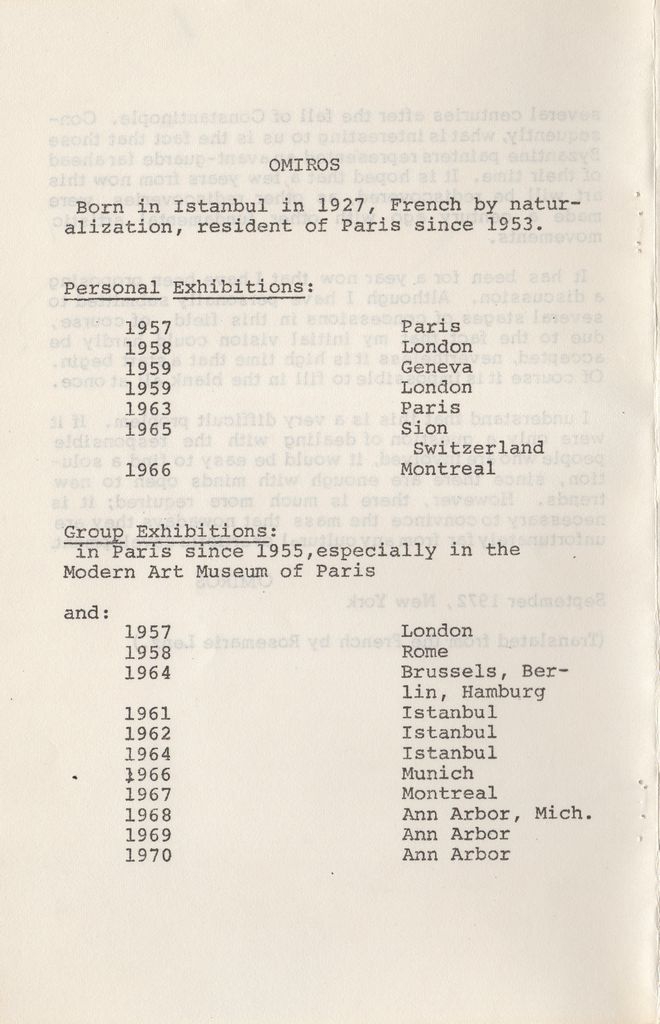 OMIROS
Born in Istanbul in 1927, French by natur-
alization, resident of Paris since 1953.
Personal Exhibitions:
1957 Paris
1958 London
1959 Geneva
1959 London
1963 Paris
1965 Sion
Switzerland
1966 Montreal
Group Exhibitions:
in Paris since 1955,especially in the
Modern Art Museum of Paris
and:
1957 London
1958 Rome
1964 Brussels, Ber-
lin, Hamburg
1961 Istanbul
1962 Istanbul
1964 Istanbul
1966 Munich
1967 Montreal
1968 Ann Arbor, Mich.
1969 Ann Arbor
1970 Ann Arbor